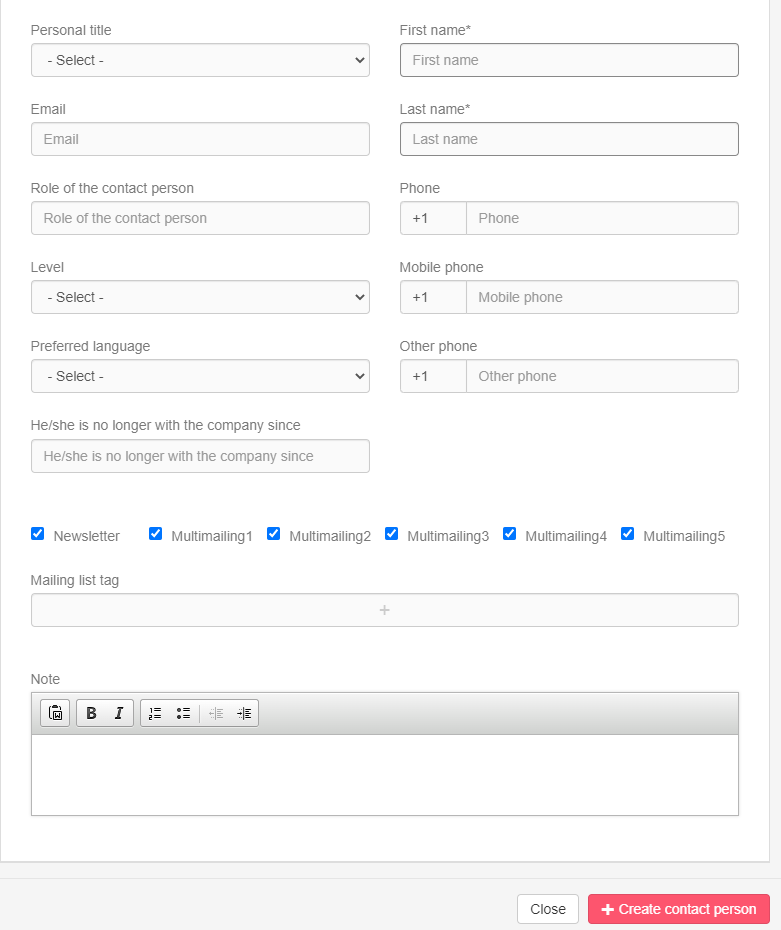 Personal title
- Select -
First name*
First name
Email
Email
Last name*
Last name
Role of the contact person
Role of the contact person
Phone
+1 Phone
Level
- Select -
Mobile phone
+1 Mobile phone
Preferred language
- Select -
Other phone
+1 Other phone
He/she is no longer with the company since
He/she is no longer with the company since
Newsletter Multimailing1 Multimailing2 Multimailing3 Multimailing4 Multimailing5
Mailing list tag
+
Note
B I
Close + Create contact person